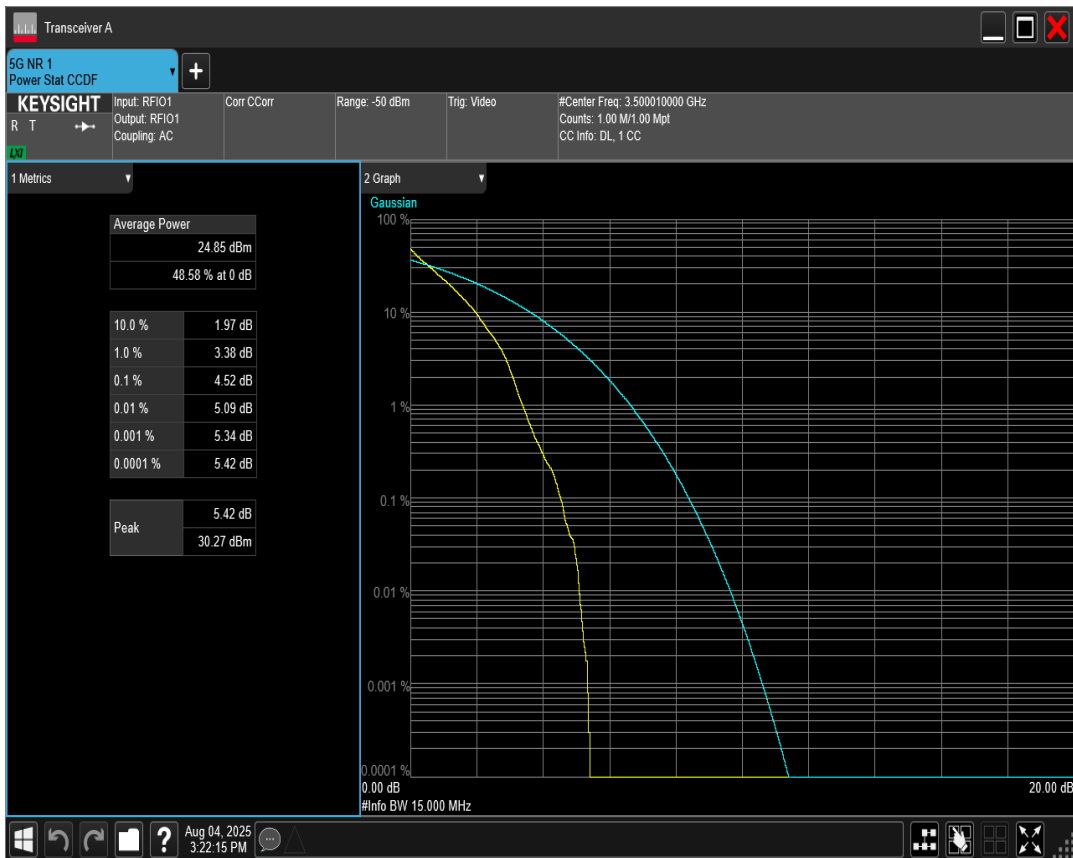 Transceiver A
5G NR 1
Power Stat CCDF
+
KEYSIGHT
R T
LXI
Input: RFIO1
Output: RFIO1
Coupling: AC
Corr CCorr
Range: -50 dBm
Trig: Video
#Center Freq: 3.500010000 GHz
Counts: 1.00 M/1.00 Mpt
CC Info: DL, 1 CC
1 Metrics
Average Power
24.85 dBm
48.58 % at 0 dB
10.0 % 1.97 dB
1.0 % 3.38 dB
0.1 % 4.52 dB
0.01 % 5.09 dB
0.001 % 5.34 dB
0.0001 % 5.42 dB
Peak
5.42 dB
30.27 dBm
2 Graph
Gaussian
100 %
10 %
1 %
0.1 %
0.01 %
0.001 %
0.0001 %
0.00 dB 20.00 dB
#Info BW 15.000 MHz
?
Aug 04, 2025
3:22:15 PM